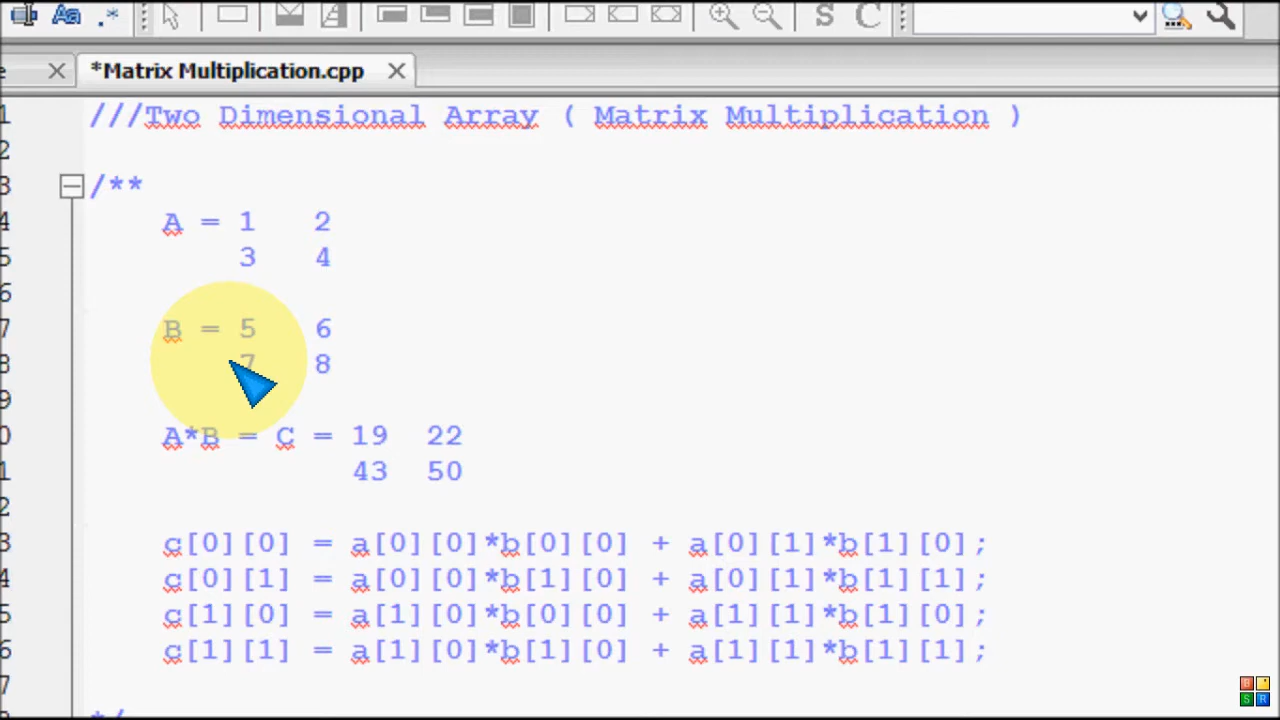 *Matrix Multiplication.cpp
///Two Dimensional Array ( Matrix Multiplication )
/**
A = 1 2
3 4
B = 5 6
7 8
A*B = C = 19 22
43 50
c[0][0] = a[0][0]*b[0][0] + a[0][1]*b[1][0];
c[0][1] = a[0][0]*b[1][0] + a[0][1]*b[1][1];
c[1][0] = a[1][0]*b[0][0] + a[1][1]*b[1][0];
c[1][1] = a[1][0]*b[1][0] + a[1][1]*b[1][1];
*/